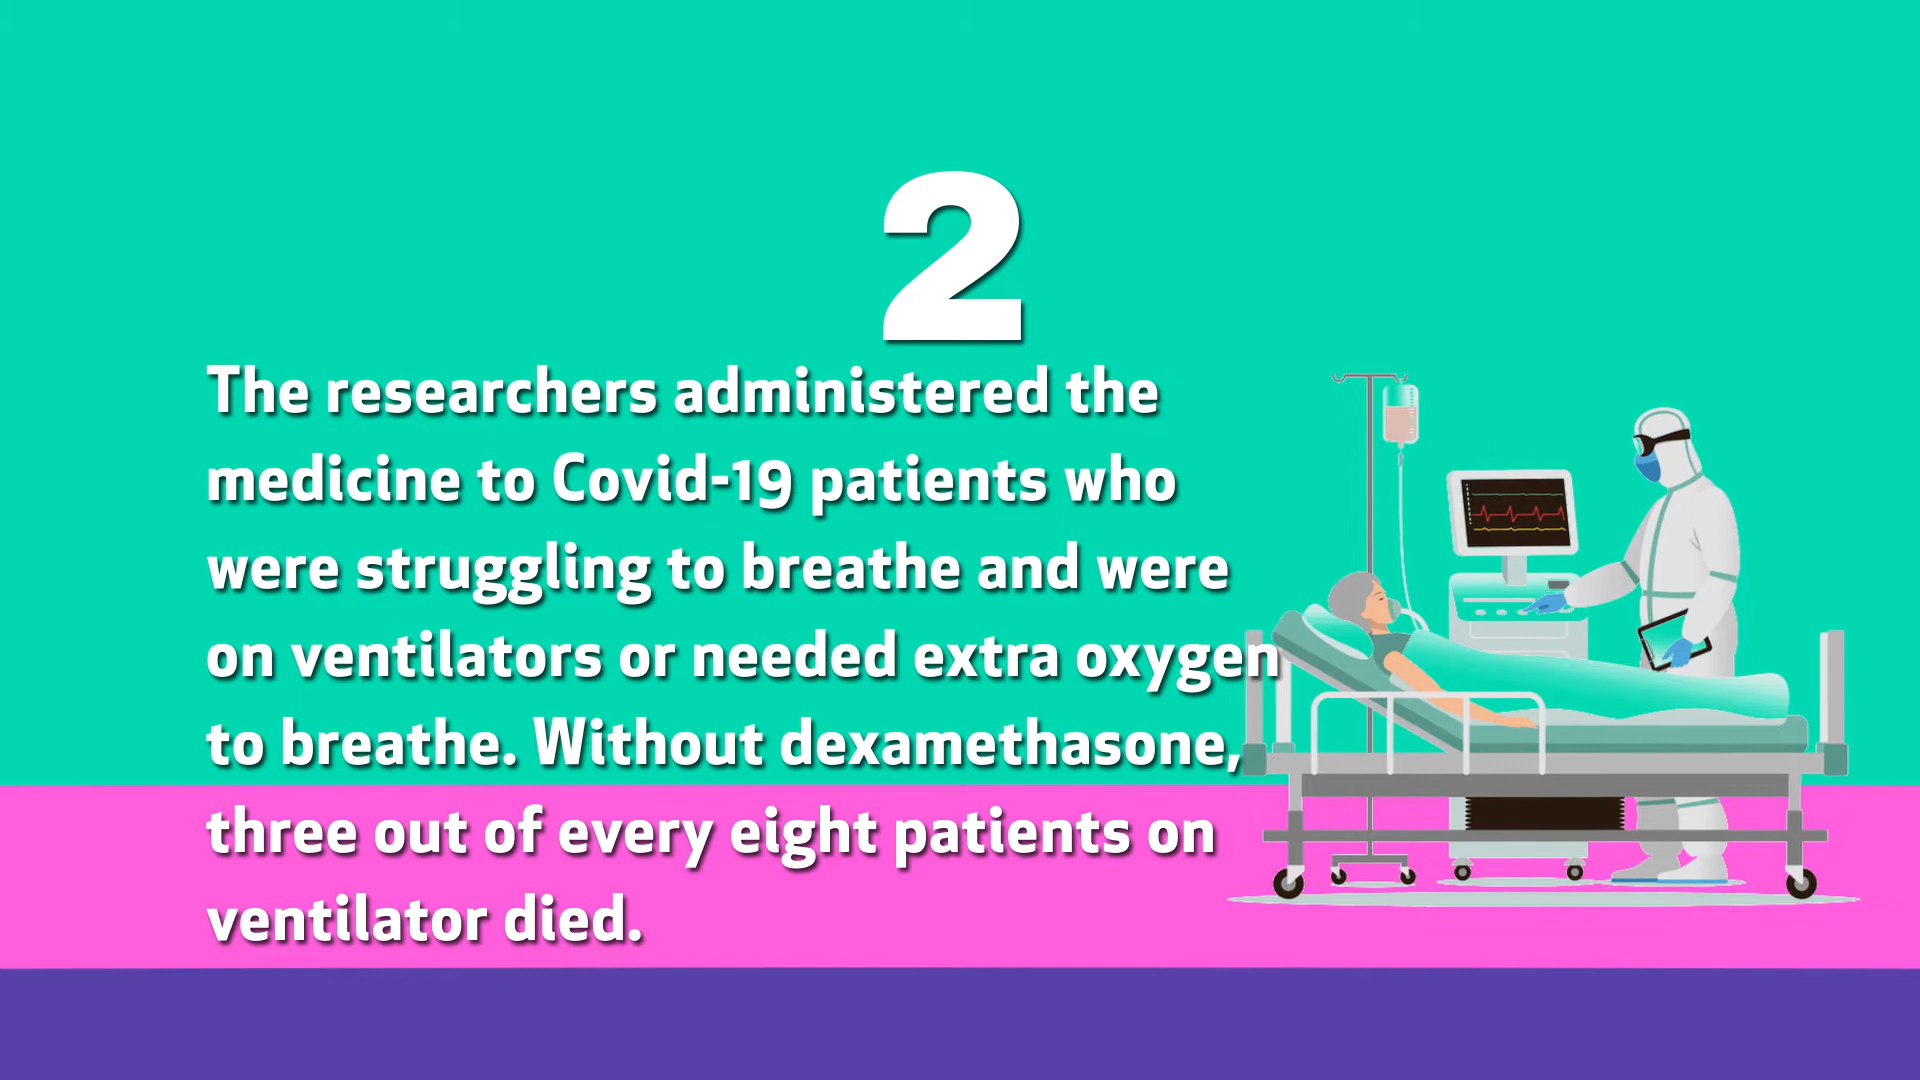 2
The researchers administered the
medicine to Covid-19 patients who
were struggling to breathe and were
on ventilators or needed extra oxygen
to breathe. Without dexamethasone,
three out of every eight patients on
ventilator died.